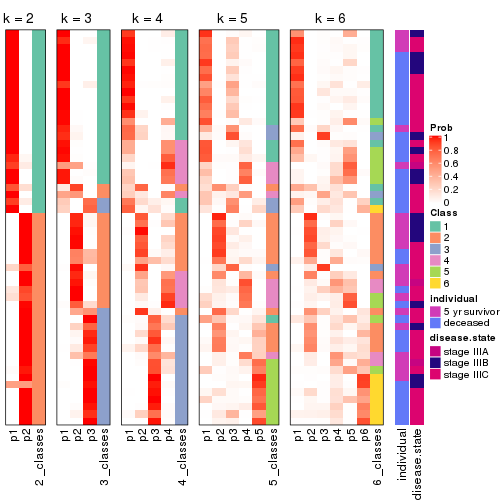 k = 2
k = 3
k = 4
k = 5
k = 6
Prob
1
0.8
0.6
0.4
0.2
0
Class
1
2
3
4
5
6
individual
5 yr survivor
deceased
disease.state
stage IIIA
stage IIIB
stage IIIC
p1
p2
2_classes
p1
p2
p3
3_classes
p1
p2
p3
p4
4_classes
p1
p2
p3
p4
p5
5_classes
p1
p2
p3
p4
p5
p6
6_classes
individual
disease.state